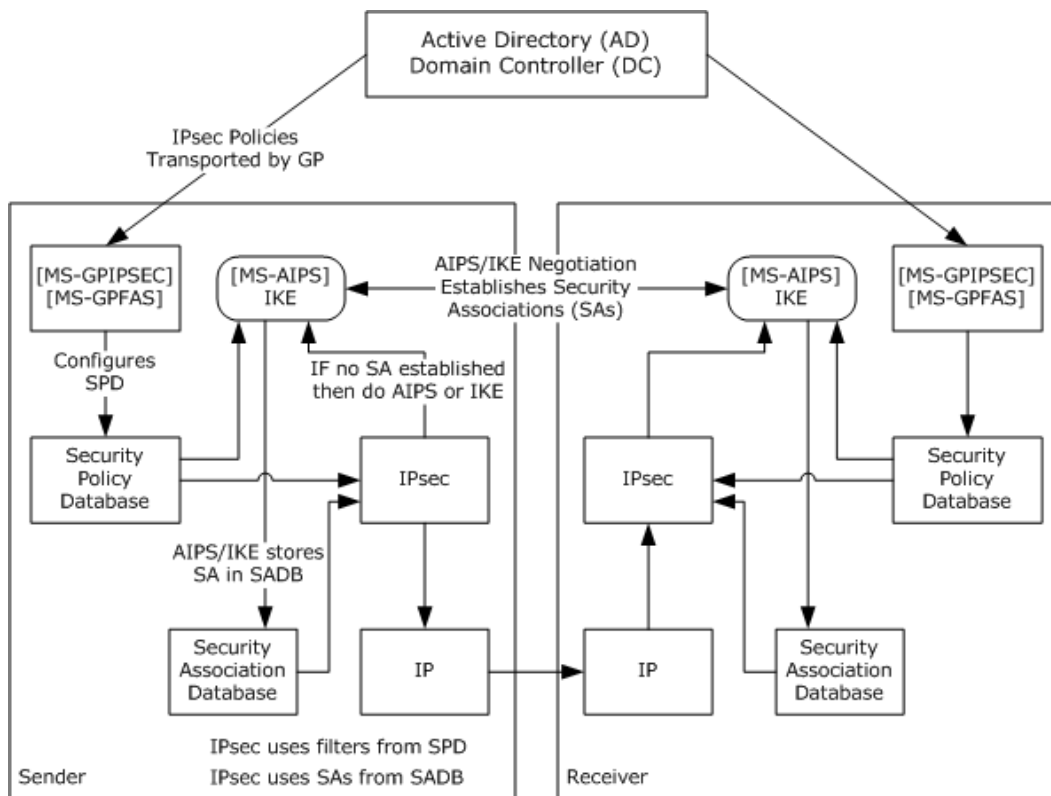 Active Directory (AD)
Domain Controller (DC)
IPsec Policies
Transported by GP
[MS-GPIPSEC]
[MS-GPFAS]
[MS-AIPS]
IKE
AIPS/IKE Negotiation
Establishes Security
Associations (SAs)
[MS-AIPS]
IKE
[MS-GPIPSEC]
[MS-GPFAS]
Configures
SPD
IF no SA established
then do AIPS or IKE
Security
Policy
Database
IPsec
IPsec
Security
Policy
Database
AIPS/IKE stores
SA in SADB
Security
Association
Database
IP
IP
Security
Association
Database
IPsec uses filters from SPD
IPsec uses SAs from SADB
Sender
Receiver